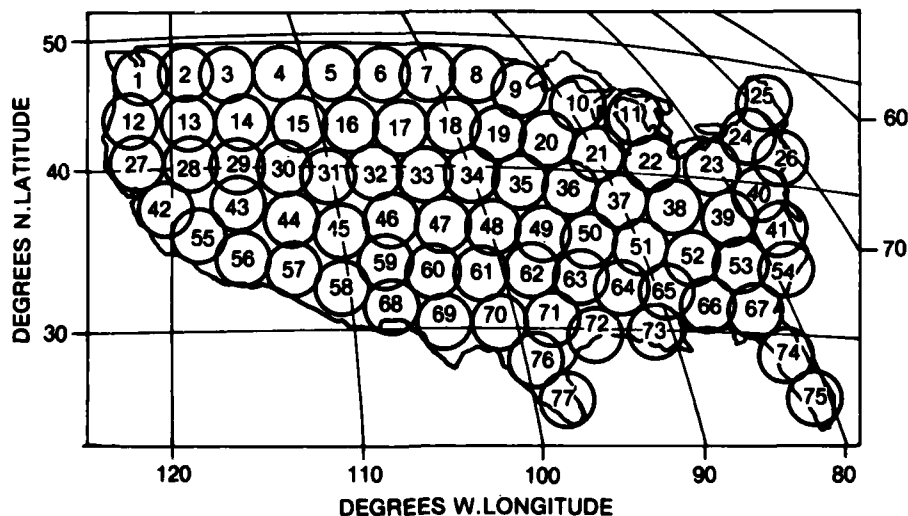 50
1 2 3 4 5 6 7 8 9 10 11 25
60
12 13 14 15 16 17 18 19 20 21 22 23 24 26
40
27 28 29 30 31 32 33 34 35 36 37 38 39 40
42 43 44 45 46 47 48 49 50 51 52 53 41
70
55 56 57 58 59 60 61 62 63 64 65 66 67 54
30
68 69 70 71 72 73 74
76 77 75
120 110 100 90 80
DEGREES N.LATITUDE
DEGREES W.LONGITUDE